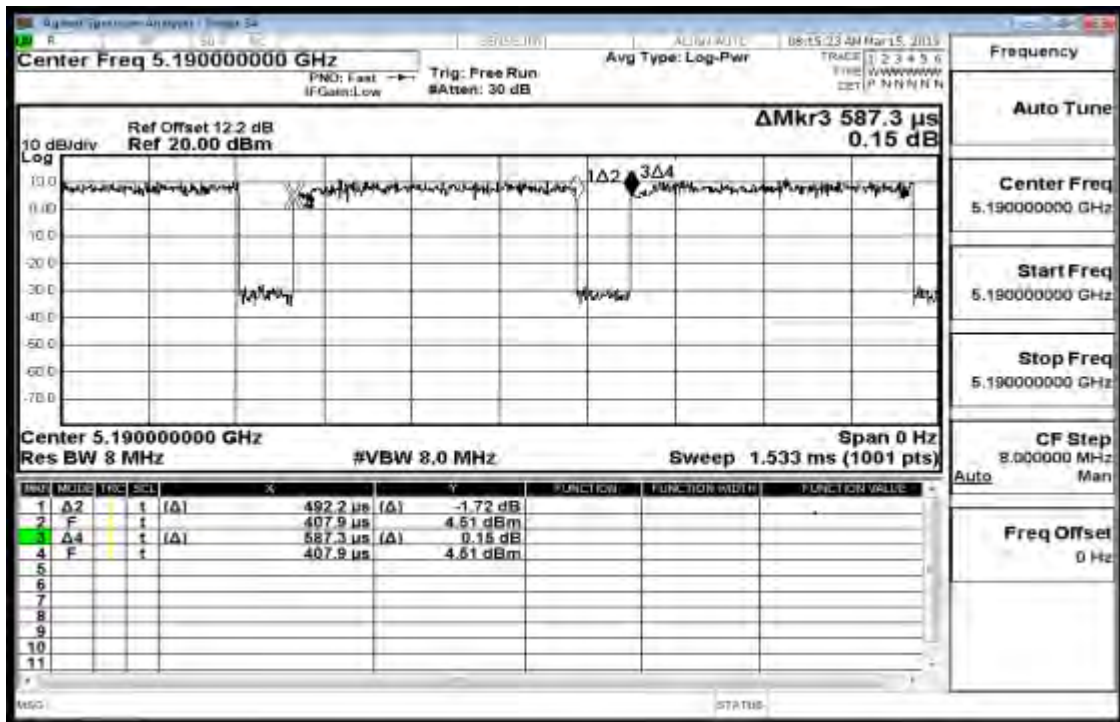 Agilent Spectrum Analyzer - Swept SA
08:15:23 AM Mar 15, 2019
Center Freq 5.190000000 GHz
Avg Type: Log-Pwr
TRACE 1 2 3 4 5 6
PNO: Fast
Trig: Free Run
TYPE WWWWWW
IFGain:Low
#Atten: 30 dB
DET P N N N N N
Frequency
Auto Tune
ΔMkr3 587.3 µs
0.15 dB
Ref Offset 12.2 dB
10 dB/div Ref 20.00 dBm
Log
10.0
0.00
-10.0
-20.0
-30.0
-40.0
-50.0
-60.0
-70.0
1Δ2
3Δ4
Center 5.190000000 GHz
Span 0 Hz
Res BW 8 MHz
#VBW 8.0 MHz
Sweep 1.533 ms (1001 pts)
MKR MODE TRC SCL X Y FUNCTION FUNCTION WIDTH FUNCTION VALUE
1 Δ2 t (Δ) 492.2 µs (Δ) -1.72 dB
2 F t 407.9 µs 4.51 dBm
3 Δ4 t (Δ) 587.3 µs (Δ) 0.15 dB
4 F t 407.9 µs 4.51 dBm
5
6
7
8
9
10
11
Center Freq
5.190000000 GHz
Start Freq
5.190000000 GHz
Stop Freq
5.190000000 GHz
CF Step
8.000000 MHz
Auto Man
Freq Offset
0 Hz
MSG
STATUS